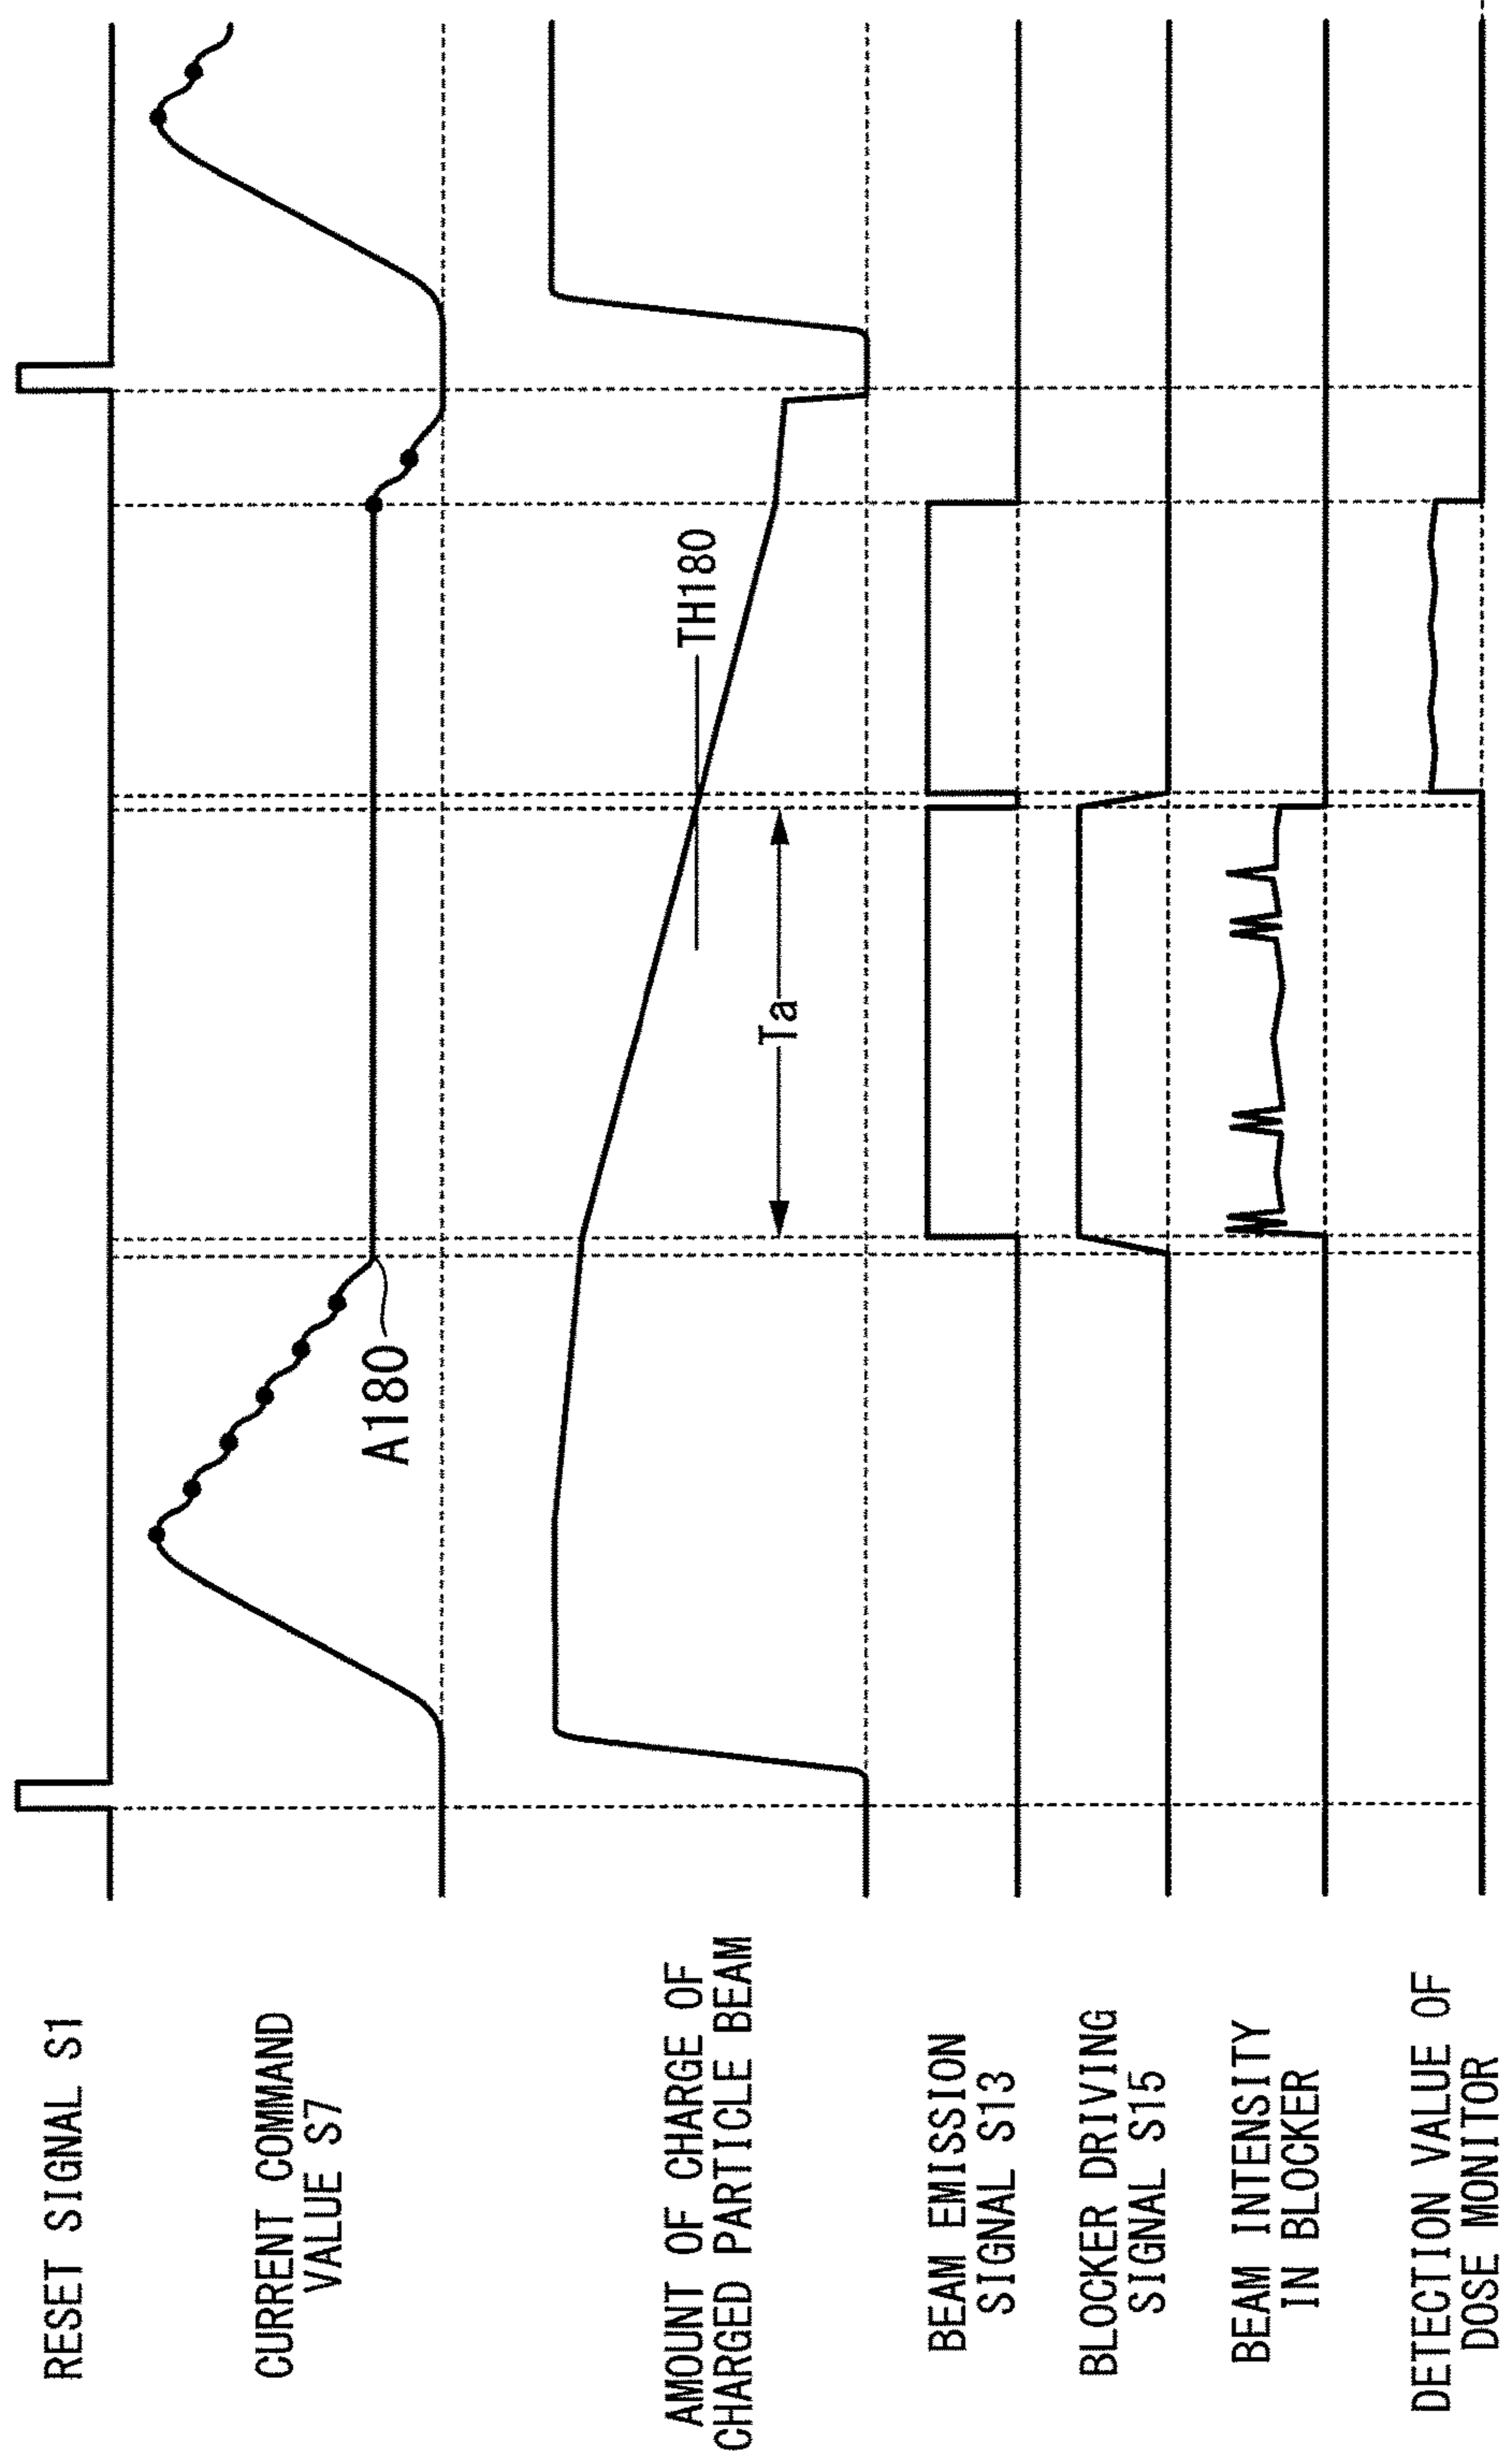 RESET SIGNAL S1
CURRENT COMMAND
VALUE S7
A180
AMOUNT OF CHARGE OF
CHARGED PARTICLE BEAM
TH180
Ta
BEAM EMISSION
SIGNAL S13
BLOCKER DRIVING
SIGNAL S15
BEAM INTENSITY
IN BLOCKER
DETECTION VALUE OF
DOSE MONITOR